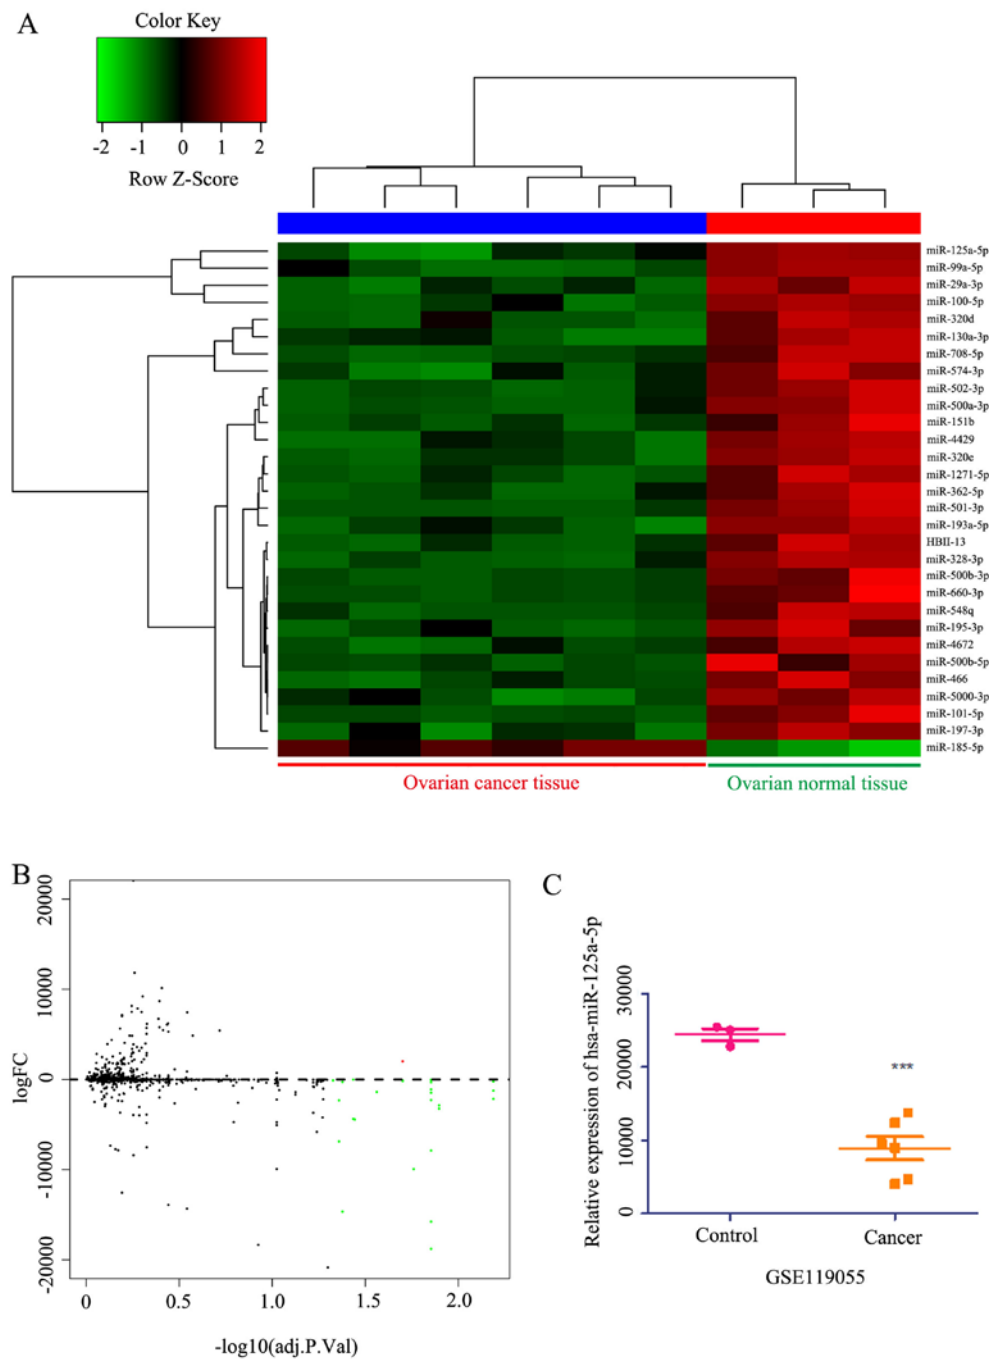 A
Color Key
-2 -1 0 1 2
Row Z-Score
miR-125a-5p
miR-99a-5p
miR-29a-3p
miR-100-5p
miR-320d
miR-130a-3p
miR-708-5p
miR-574-3p
miR-502-3p
miR-500a-3p
miR-151b
miR-4429
miR-320e
miR-1271-5p
miR-362-5p
miR-501-3p
miR-193a-5p
HBII-13
miR-328-3p
miR-500b-3p
miR-660-3p
miR-548q
miR-195-3p
miR-4672
miR-500b-5p
miR-466
miR-5000-3p
miR-101-5p
miR-197-3p
miR-185-5p
Ovarian cancer tissue
Ovarian normal tissue
B
logFC
20000
10000
0
-10000
-20000
0 0.5 1.0 1.5 2.0
-log10(adj.P.Val)
C
Relative expression of hsa-miR-125a-5p
30000
20000
10000
0
***
Control
Cancer
GSE119055